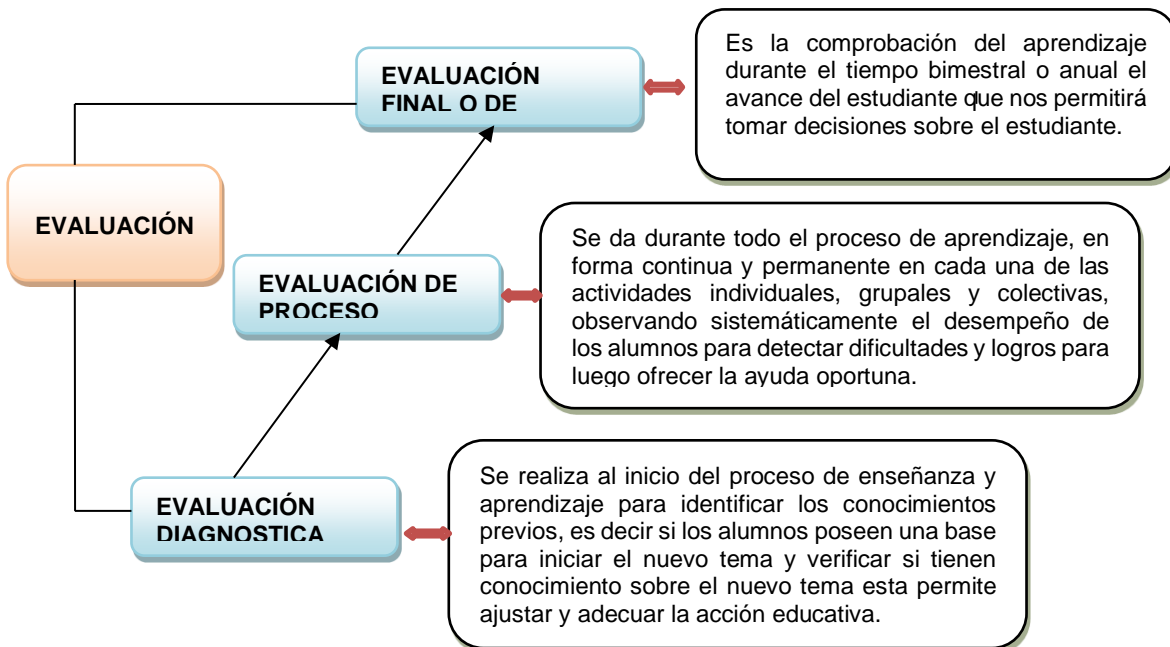 EVALUACIÓN
FINAL O DE
Es la comprobación del aprendizaje
durante el tiempo bimestral o anual el
avance del estudiante que nos permitirá
tomar decisiones sobre el estudiante.
EVALUACIÓN
EVALUACIÓN DE
PROCESO
Se da durante todo el proceso de aprendizaje, en
forma continua y permanente en cada una de las
actividades individuales, grupales y colectivas,
observando sistemáticamente el desempeño de
los alumnos para detectar dificultades y logros para
luego ofrecer la ayuda oportuna.
EVALUACIÓN
DIAGNOSTICA
Se realiza al inicio del proceso de enseñanza y
aprendizaje para identificar los conocimientos
previos, es decir si los alumnos poseen una base
para iniciar el nuevo tema y verificar si tienen
conocimiento sobre el nuevo tema esta permite
ajustar y adecuar la acción educativa.